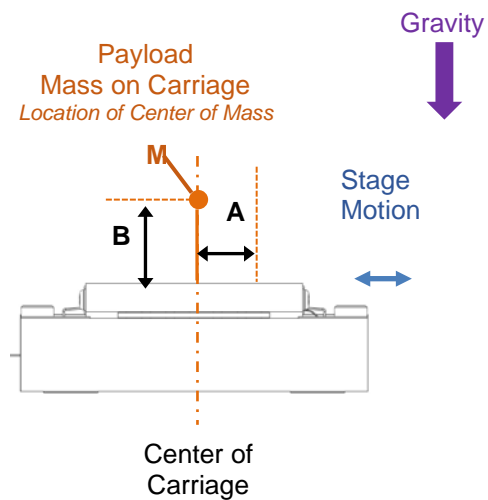 Gravity
Payload
Mass on Carriage
Location of Center of Mass
M
A
B
Stage
Motion
Center of
Carriage